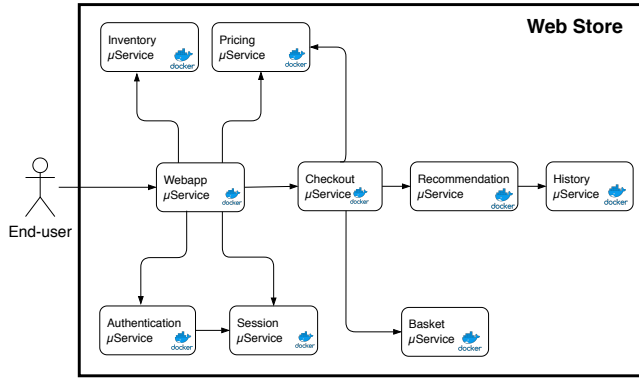 Web Store
Inventory
µService
docker
Pricing
µService
docker
End-user
Webapp
µService
docker
Checkout
µService
docker
Recommendation
µService
docker
History
µService
docker
Authentication
µService
docker
Session
µService
docker
Basket
µService
docker